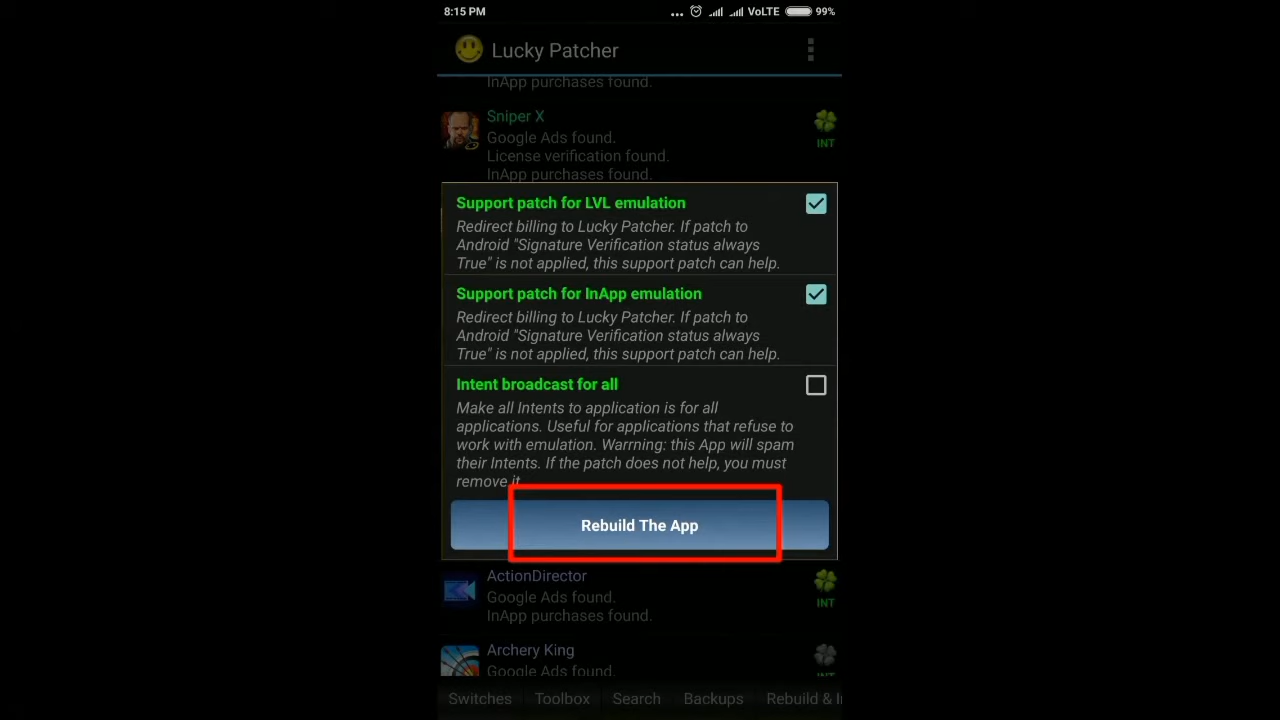 8:15 PM
... VoLTE 99%
Lucky Patcher
InApp purchases found.
Sniper X
Google Ads found.
License verification found.
InApp purchases found.
INT
Support patch for LVL emulation
Redirect billing to Lucky Patcher. If patch to
Android "Signature Verification status always
True" is not applied, this support patch can help.
Support patch for InApp emulation
Redirect billing to Lucky Patcher. If patch to
Android "Signature Verification status always
True" is not applied, this support patch can help.
Intent broadcast for all
Make all Intents to application is for all
applications. Useful for applications that refuse to
work with emulation. Warrning: this App will spam
their Intents. If the patch does not help, you must
remove it.
Rebuild The App
ActionDirector
Google Ads found.
InApp purchases found.
INT
Archery King
Google Ads found.
INT
Switches Toolbox Search Backups Rebuild & I